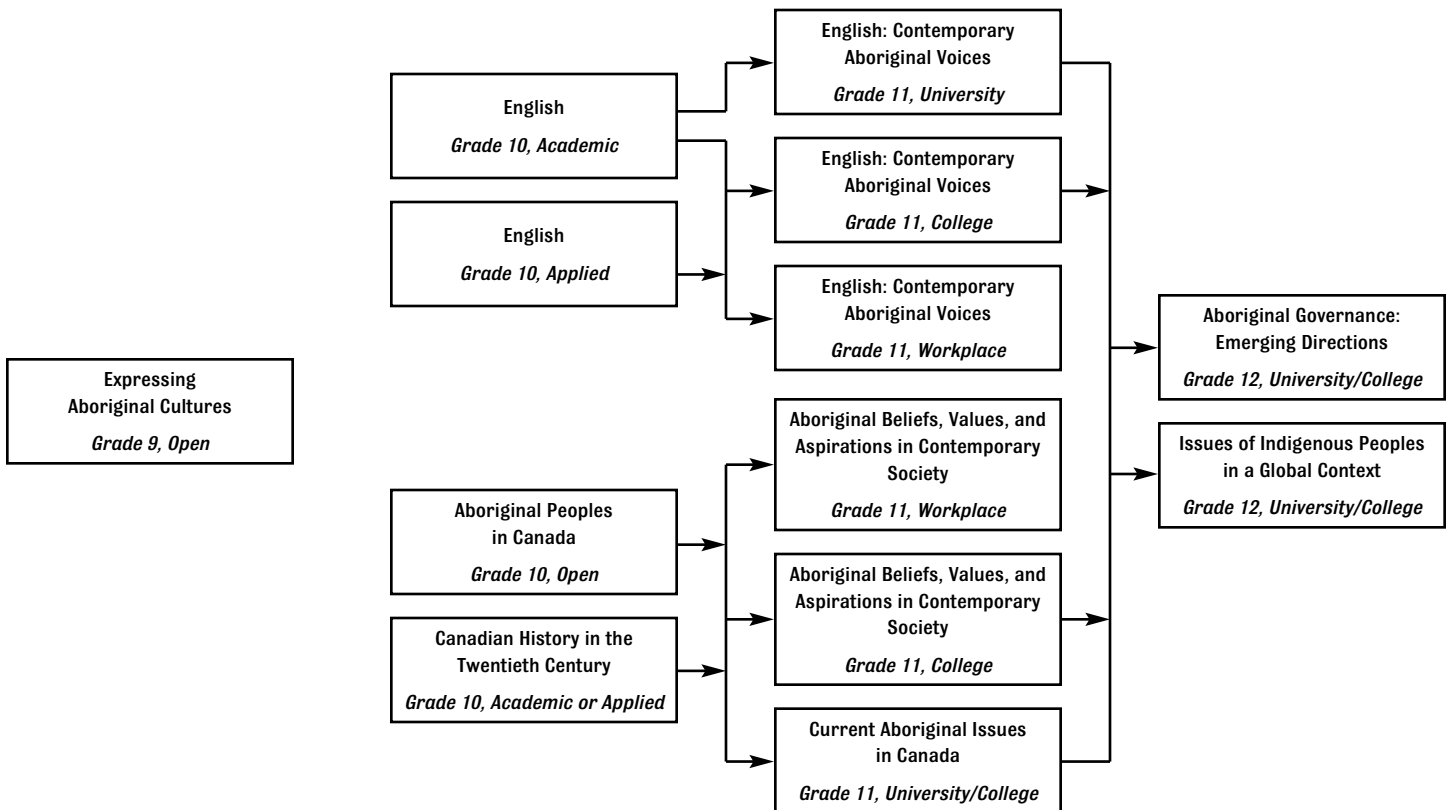 Expressing
Aboriginal Cultures
Grade 9, Open
English
Grade 10, Academic
English
Grade 10, Applied
Aboriginal Peoples
in Canada
Grade 10, Open
Canadian History in the
Twentieth Century
Grade 10, Academic or Applied
English: Contemporary
Aboriginal Voices
Grade 11, University
English: Contemporary
Aboriginal Voices
Grade 11, College
English: Contemporary
Aboriginal Voices
Grade 11, Workplace
Aboriginal Beliefs, Values, and
Aspirations in Contemporary
Society
Grade 11, Workplace
Aboriginal Beliefs, Values, and
Aspirations in Contemporary
Society
Grade 11, College
Current Aboriginal Issues
in Canada
Grade 11, University/College
Aboriginal Governance:
Emerging Directions
Grade 12, University/College
Issues of Indigenous Peoples
in a Global Context
Grade 12, University/College